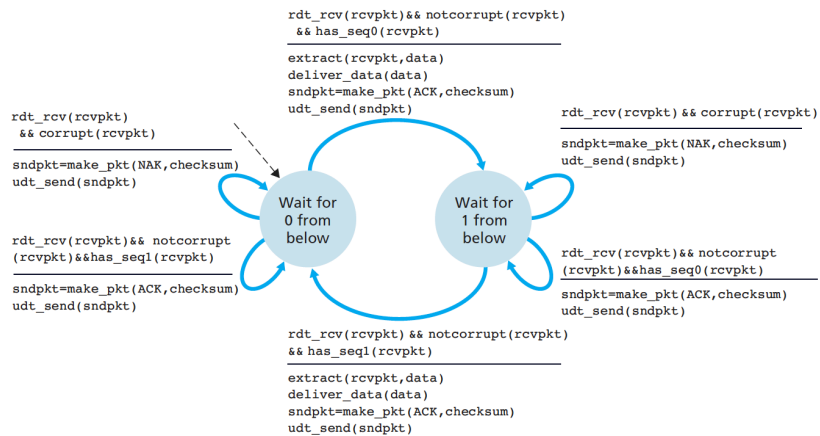 rdt_rcv(rcvpkt)&& notcorrupt(rcvpkt)
&& has_seq0(rcvpkt)
extract(rcvpkt,data)
deliver_data(data)
sndpkt=make_pkt(ACK,checksum)
udt_send(sndpkt)
rdt_rcv(rcvpkt)
&& corrupt(rcvpkt)
sndpkt=make_pkt(NAK,checksum)
udt_send(sndpkt)
rdt_rcv(rcvpkt) && corrupt(rcvpkt)
sndpkt=make_pkt(NAK,checksum)
udt_send(sndpkt)
Wait for
0 from
below
Wait for
1 from
below
rdt_rcv(rcvpkt)&& notcorrupt
(rcvpkt)&&has_seq1(rcvpkt)
sndpkt=make_pkt(ACK,checksum)
udt_send(sndpkt)
rdt_rcv(rcvpkt)&& notcorrupt
(rcvpkt)&&has_seq0(rcvpkt)
sndpkt=make_pkt(ACK,checksum)
udt_send(sndpkt)
rdt_rcv(rcvpkt) && notcorrupt(rcvpkt)
&& has_seq1(rcvpkt)
extract(rcvpkt,data)
deliver_data(data)
sndpkt=make_pkt(ACK,checksum)
udt_send(sndpkt)